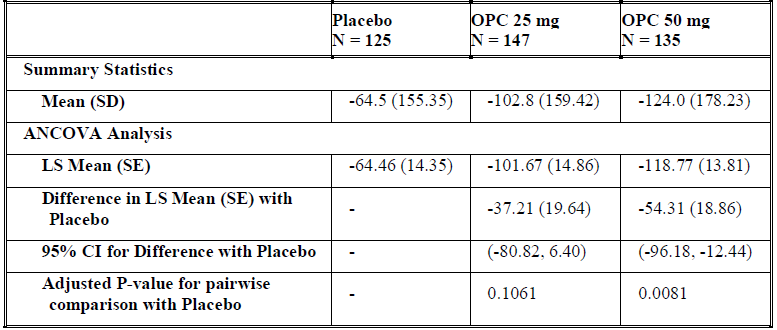 Placebo OPC 25 mg OPC 50 mg
N = 125 N = 147 N = 135
Summary Statistics
Mean (SD) -64.5 (155.35) -102.8 (159.42) -124.0 (178.23)
ANCOVA Analysis
LS Mean (SE) -64.46 (14.35) -101.67 (14.86) -118.77 (13.81)
Difference in LS Mean (SE) with
Placebo - -37.21 (19.64) -54.31 (18.86)
95% CI for Difference with Placebo - (-80.82, 6.40) (-96.18, -12.44)
Adjusted P-value for pairwise
comparison with Placebo - 0.1061 0.0081